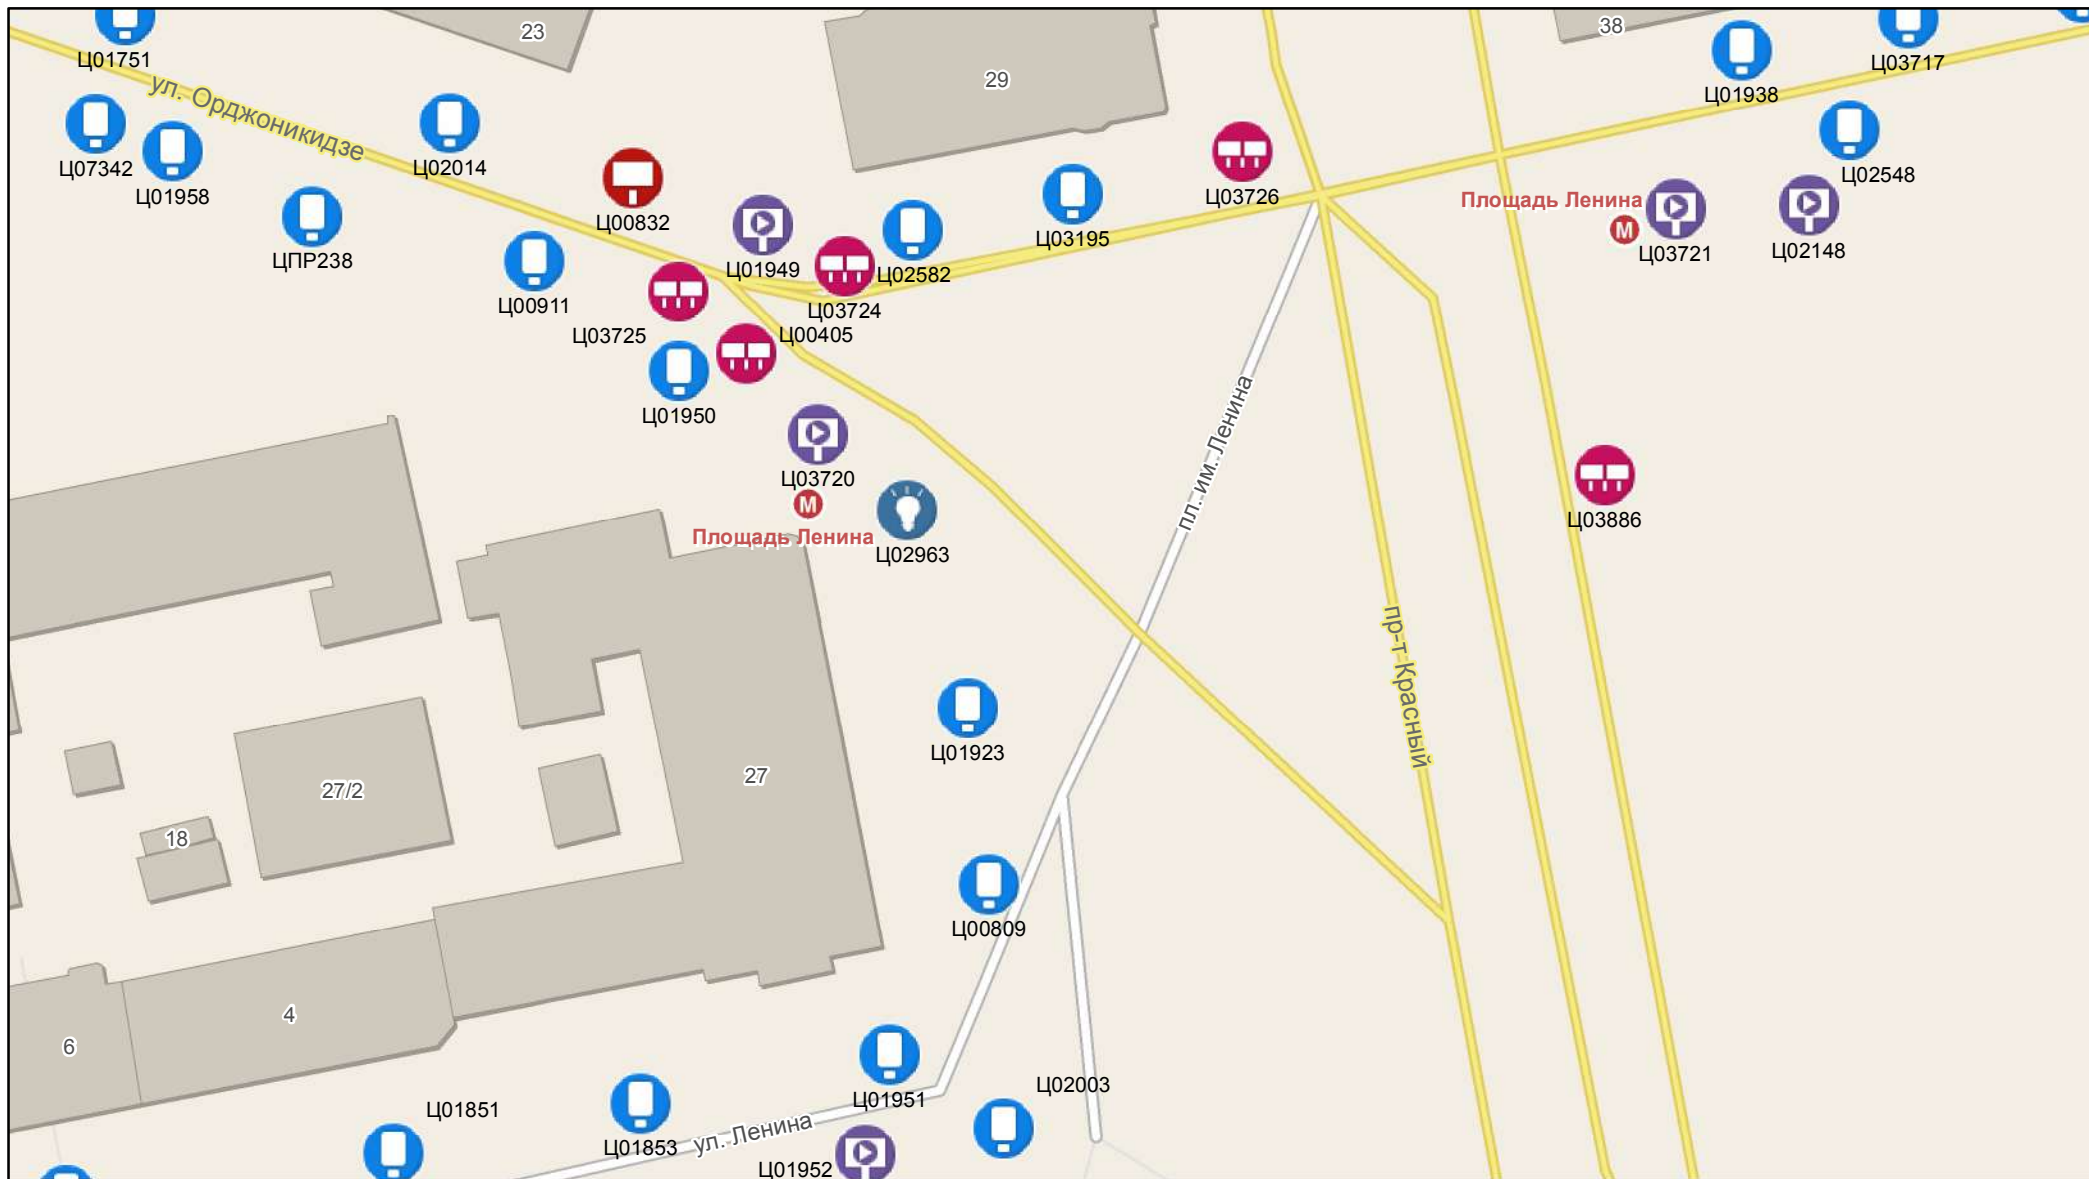 23
38
Ц01751
Ц03717
29
Ц01938
ул. Орджоникидзе
Ц07342
Ц02014
Ц02548
Ц01958
Ц03726
Площадь Ленина
М
Ц00832
Ц03195
Ц03721
Ц02148
ЦПР238
Ц01949
Ц02582
Ц00911
Ц03724
Ц03725
Ц00405
Ц01950
пл. им. Ленина
Ц03720
М
Площадь Ленина
Ц02963
Ц03886
пр-т Красный
Ц01923
27
27/2
18
Ц00809
4
6
Ц02003
Ц01951
Ц01851
ул. Ленина
Ц01853
Ц01952